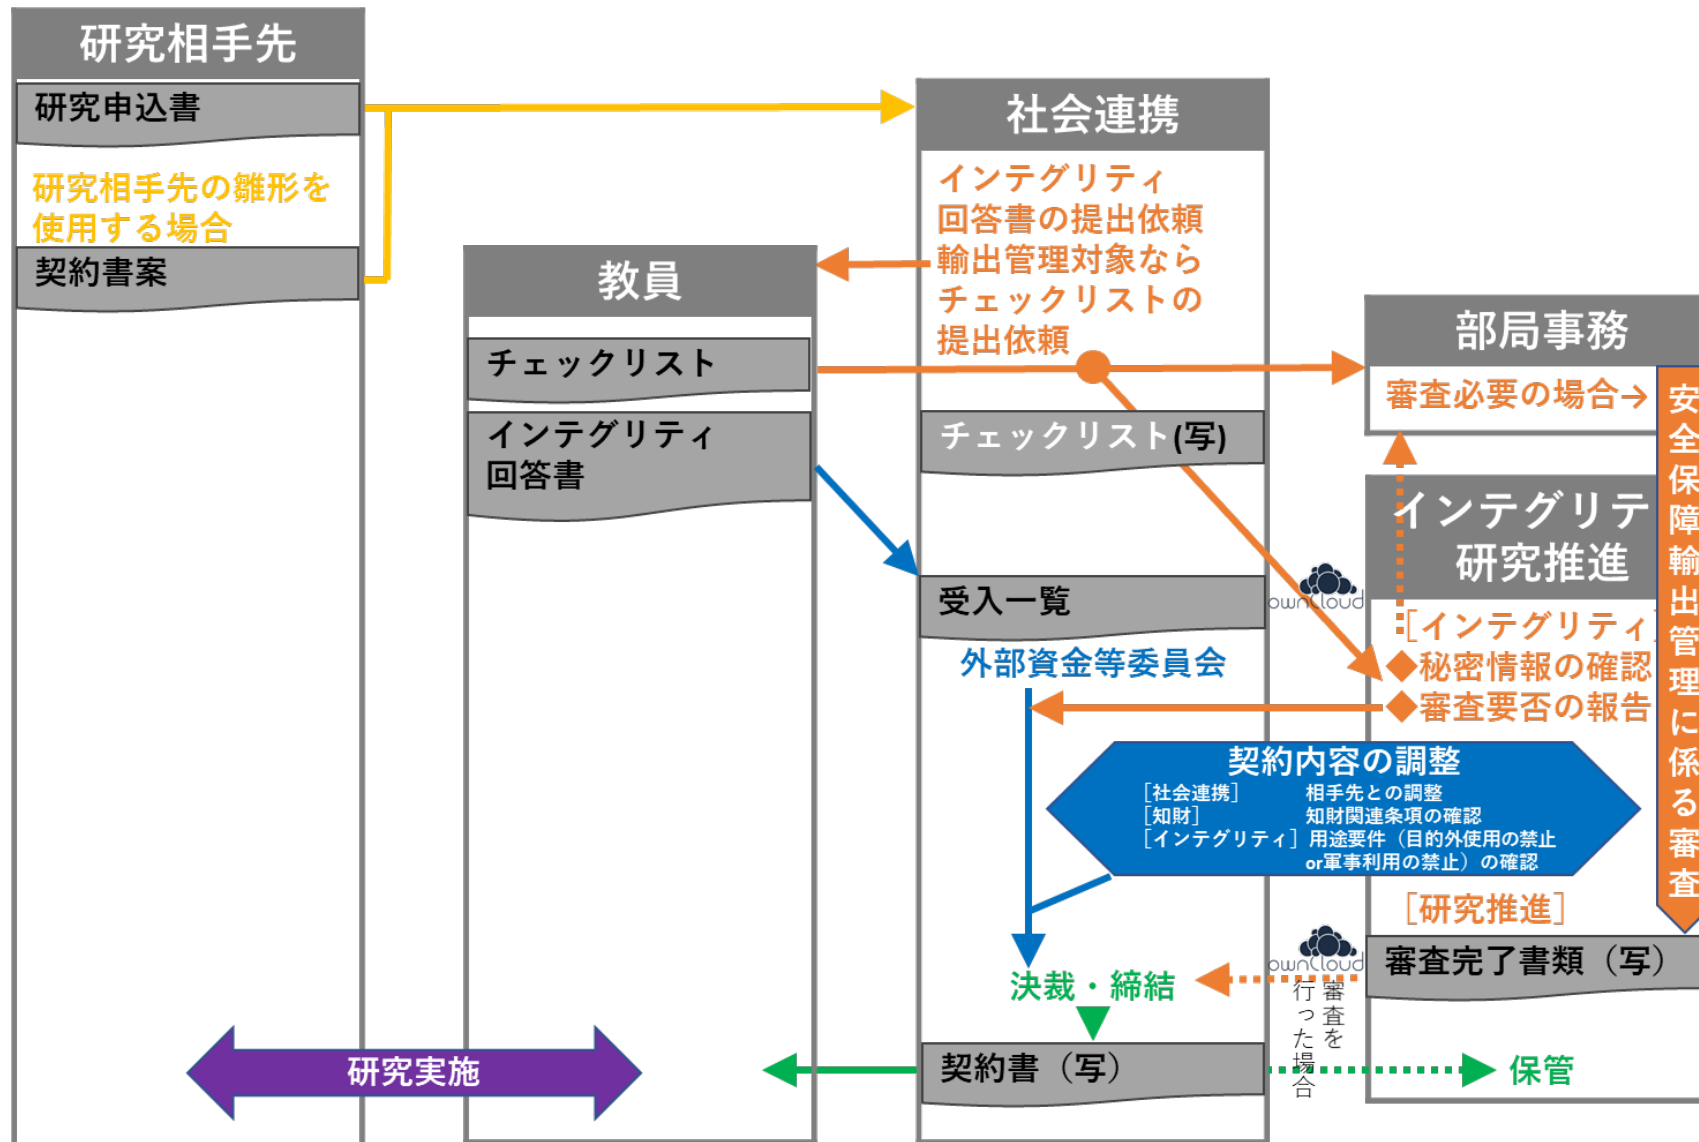 研究相手先
研究申込書
研究相手先の雛形を
使用する場合
契約書案
教員
チェックリスト
インテグリティ
回答書
社会連携
インテグリティ
回答書の提出依頼
輸出管理対象なら
チェックリストの
提出依頼
チェックリスト(写)
受入一覧
外部資金等委員会
部局事務
審査必要の場合→
安全保障輸出管理に係る審査
インテグリテ
研究推進
ownCloud
[インテグリティ]
◆秘密情報の確認
◆審査要否の報告
契約内容の調整
[社会連携] 相手先との調整
[知財] 知財関連条項の確認
[インテグリティ] 用途要件（目的外使用の禁止
or軍事利用の禁止）の確認
[研究推進]
ownCloud
審査完了書類（写）
審査を
行った場合
決裁・締結
契約書（写）
保管
研究実施